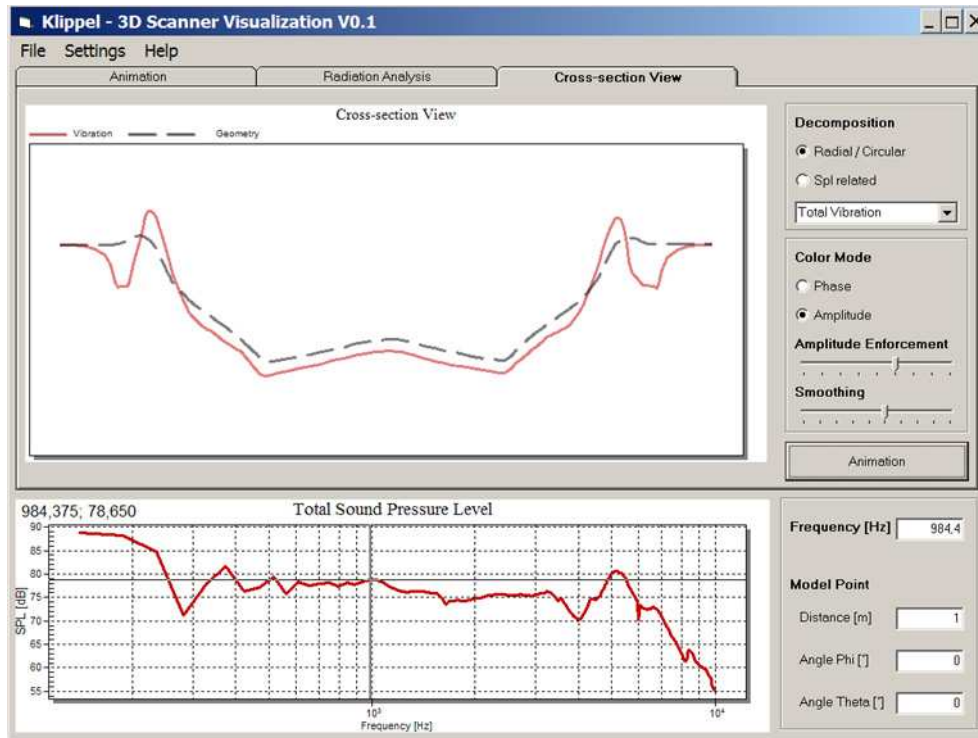 Klippel - 3D Scanner Visualization V0.1
File Settings Help
Animation Radiation Analysis Cross-section View
Cross-section View
Vibration Geometry
Decomposition
Radial / Circular
Spl related
Total Vibration
Color Mode
Phase
Amplitude
Amplitude Enforcement
Smoothing
Animation
984,375; 78,650 Total Sound Pressure Level
90
85
80
75
70
65
60
55
SPL [dB]
10³ 10⁴
Frequency [Hz]
Frequency [Hz] 984,4
Model Point
Distance [m] 1
Angle Phi [°] 0
Angle Theta [°] 0